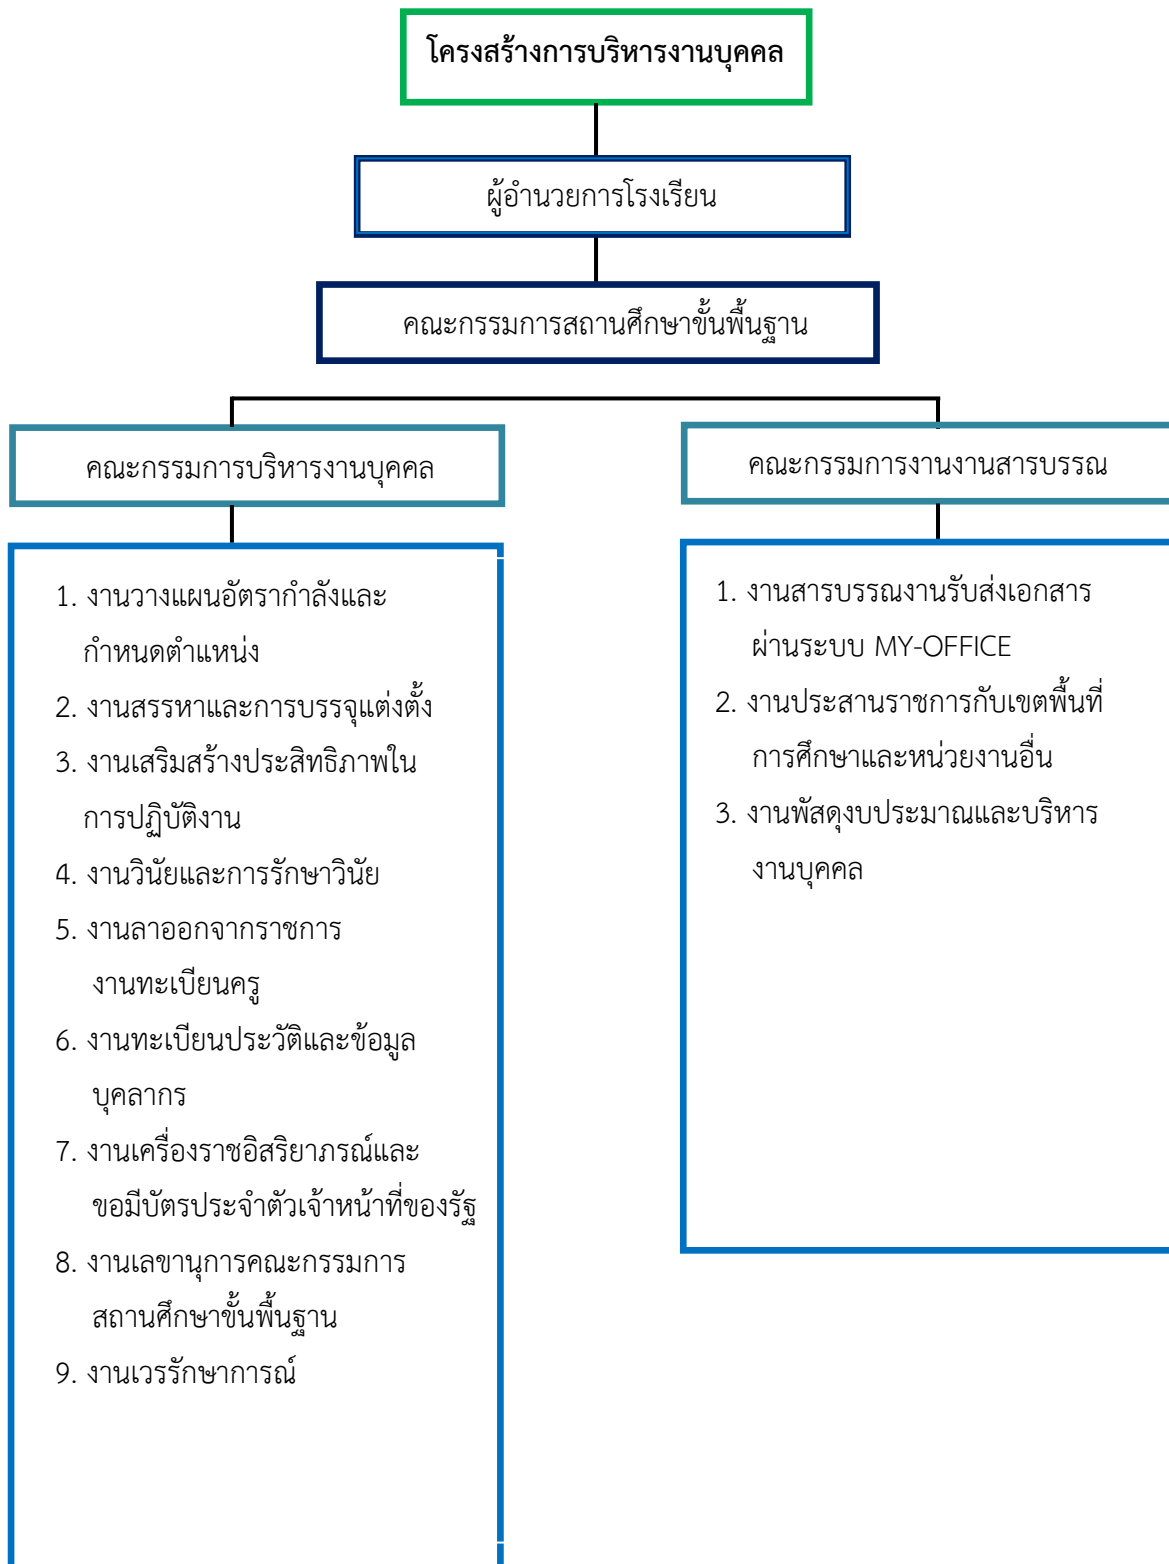 โครงสร้างการบริหารงานบุคคล
ผู้อำนวยการโรงเรียน
คณะกรรมการสถานศึกษาขั้นพื้นฐาน
คณะกรรมการบริหารงานบุคคล
1. งานวางแผนอัตรากำลังและ
กำหนดตำแหน่ง
2. งานสรรหาและการบรรจุแต่งตั้ง
3. งานเสริมสร้างประสิทธิภาพใน
การปฏิบัติงาน
4. งานวินัยและการรักษาวินัย
5. งานลาออกจากราชการ
งานทะเบียนครู
6. งานทะเบียนประวัติและข้อมูล
บุคลากร
7. งานเครื่องราชอิสริยาภรณ์และ
ขอมีบัตรประจำตัวเจ้าหน้าที่ของรัฐ
8. งานเลขานุการคณะกรรมการ
สถานศึกษาขั้นพื้นฐาน
9. งานเวรรักษาการณ์
คณะกรรมการงานงานสารบรรณ
1. งานสารบรรณงานรับส่งเอกสาร
ผ่านระบบ MY-OFFICE
2. งานประสานราชการกับเขตพื้นที่
การศึกษาและหน่วยงานอื่น
3. งานพัสดุงบประมาณและบริหาร
งานบุคคล